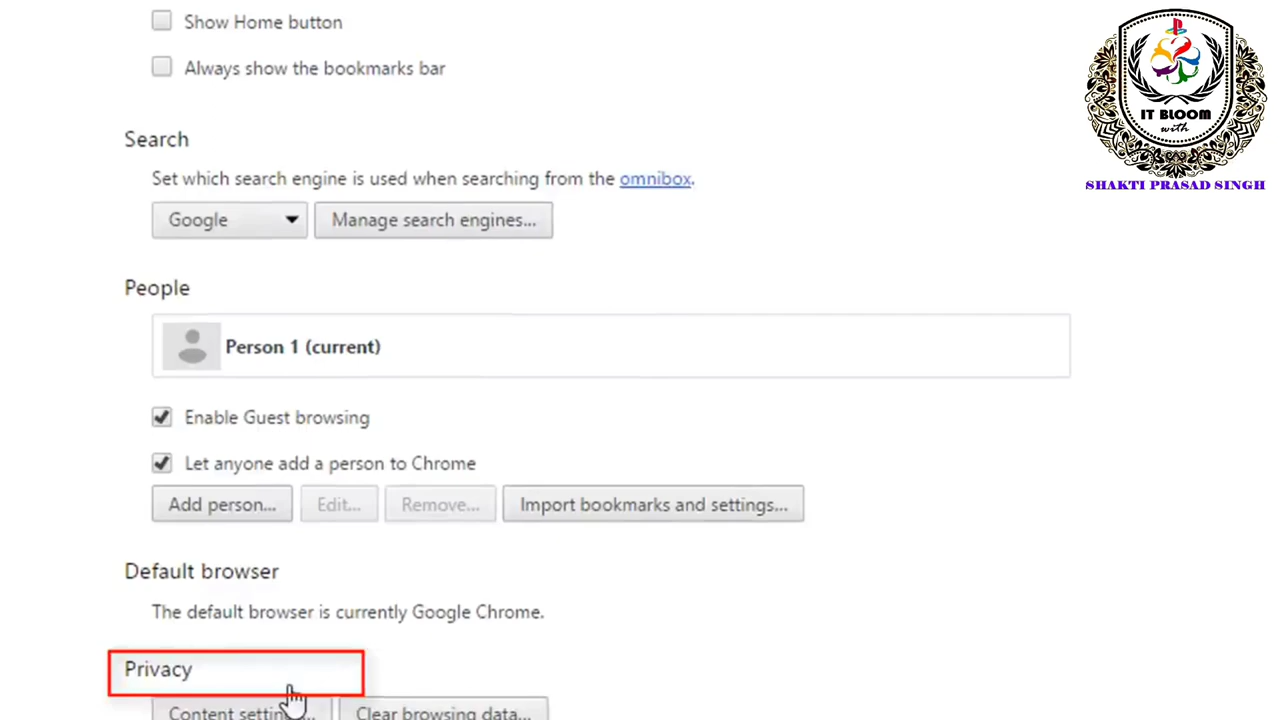 Show Home button
Always show the bookmarks bar
IT BLOOM
with
SHAKTI PRASAD SINGH
Search
Set which search engine is used when searching from the omnibox.
Google
Manage search engines...
People
Person 1 (current)
Enable Guest browsing
Let anyone add a person to Chrome
Add person...
Edit...
Remove...
Import bookmarks and settings...
Default browser
The default browser is currently Google Chrome.
Privacy
Content settings...
Clear browsing data...